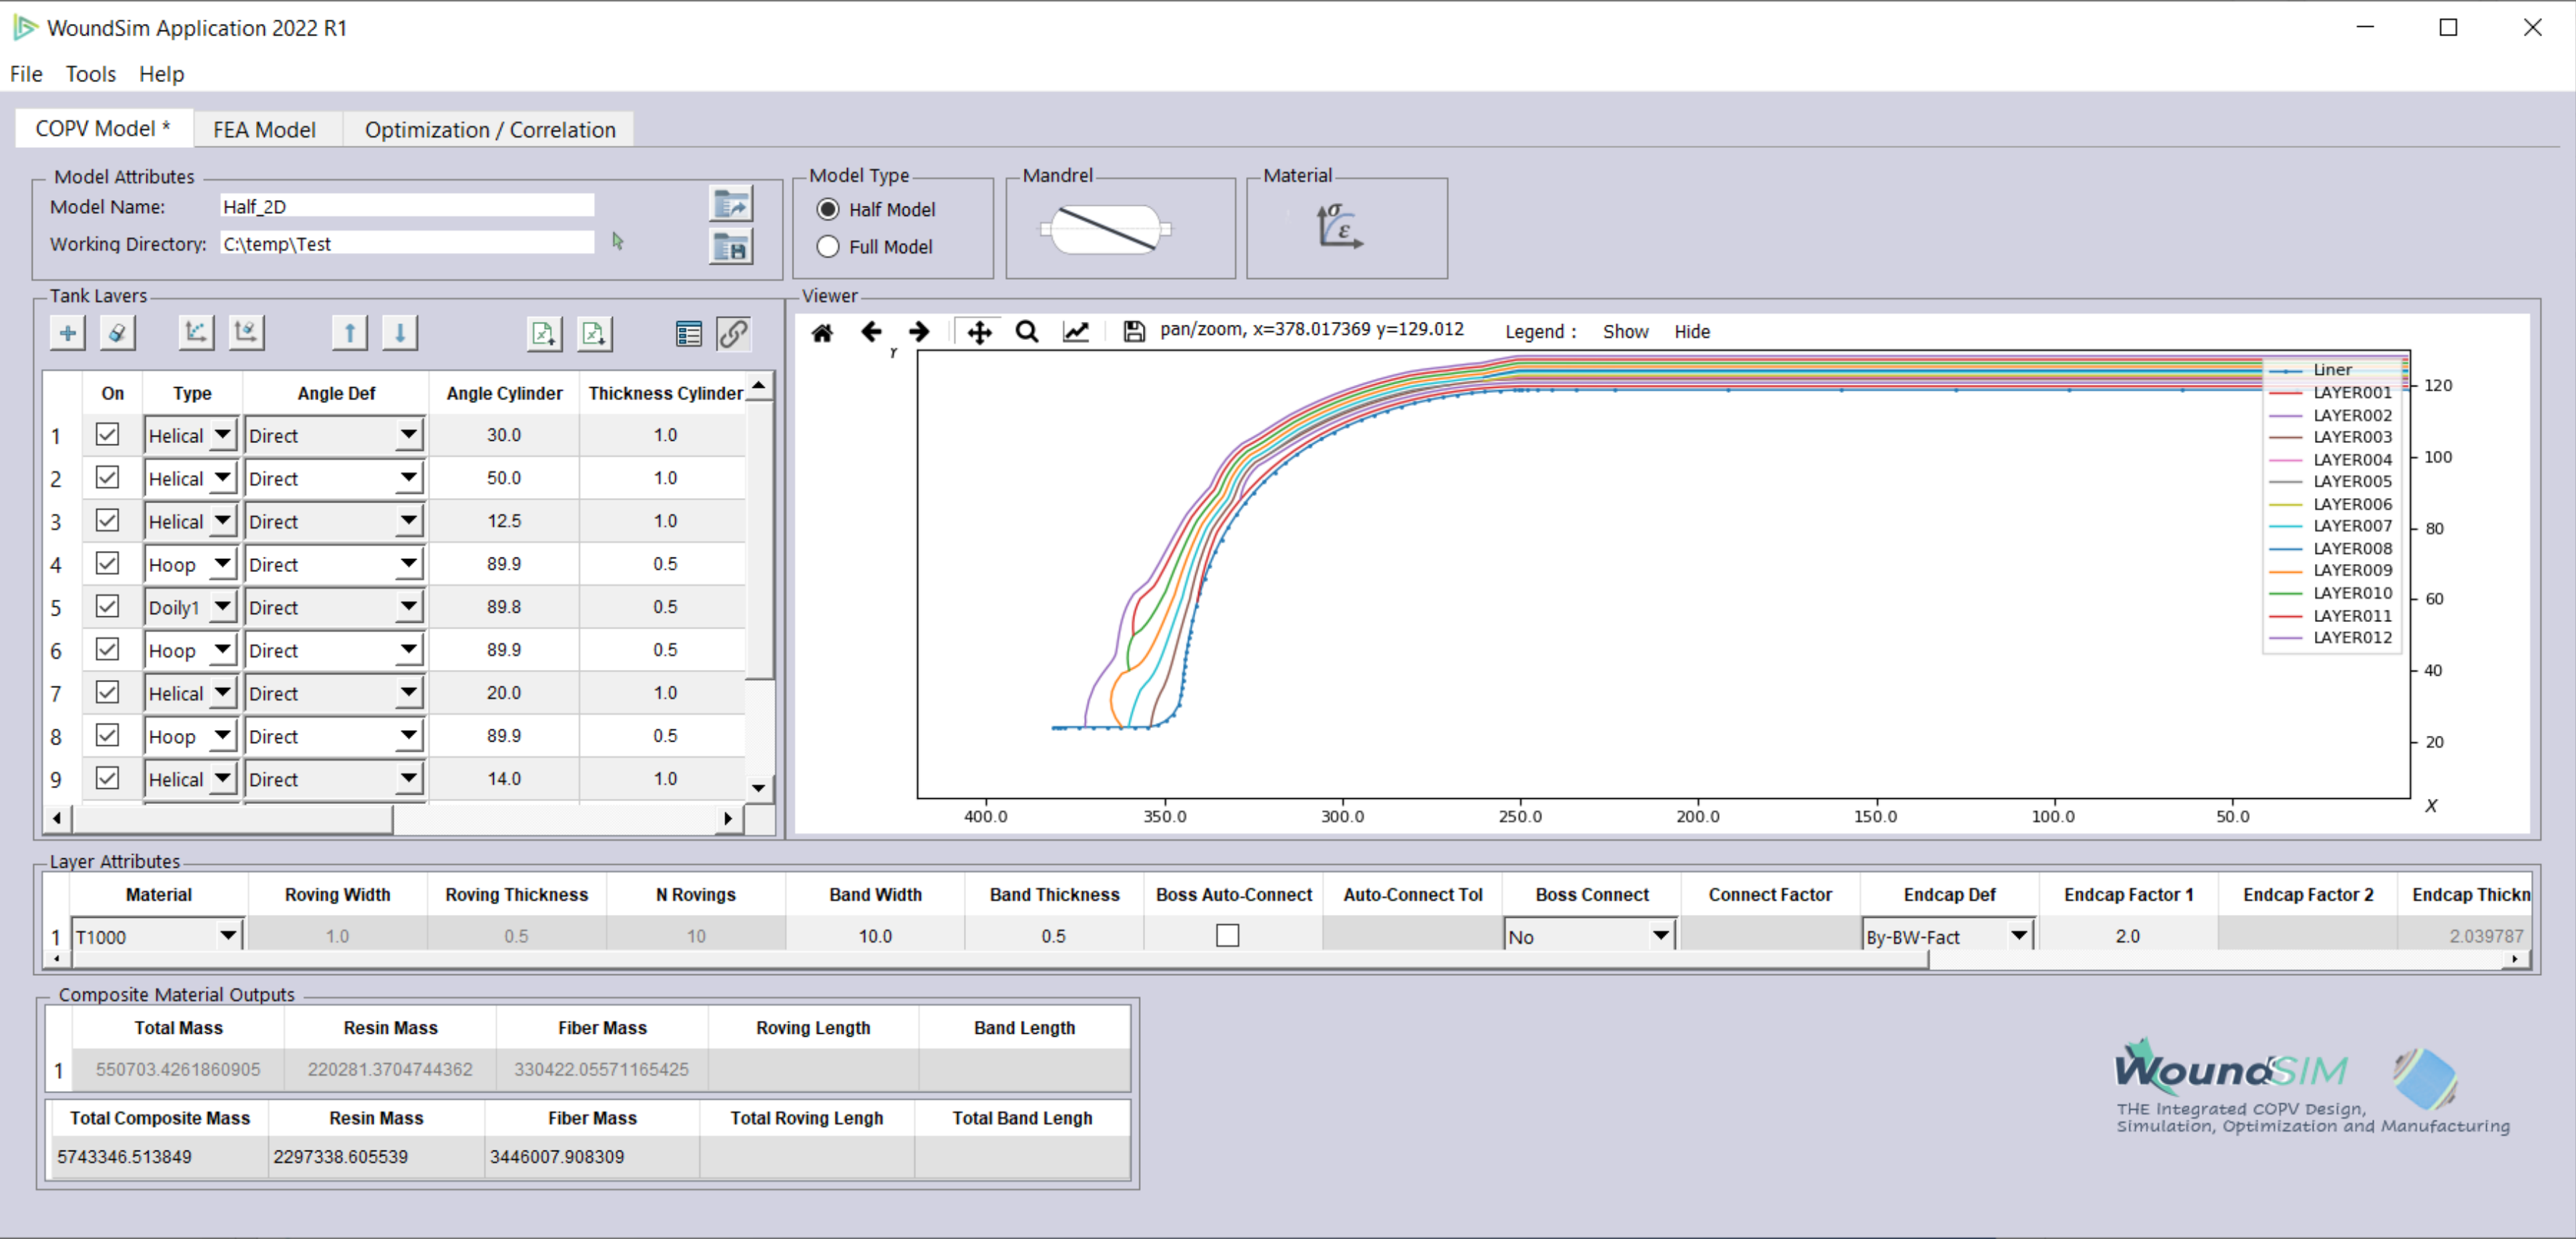 WoundSim Application 2022 R1
File Tools Help
COPV Model * FEA Model Optimization / Correlation
Model Attributes
Model Name: Half_2D
Working Directory: C:\temp\Test
Model Type
Half Model
Full Model
Mandrel
Material
σ
ε
Tank Layers
On Type Angle Def Angle Cylinder Thickness Cylinder
1 Helical Direct 30.0 1.0
2 Helical Direct 50.0 1.0
3 Helical Direct 12.5 1.0
4 Hoop Direct 89.9 0.5
5 Doily1 Direct 89.8 0.5
6 Hoop Direct 89.9 0.5
7 Helical Direct 20.0 1.0
8 Hoop Direct 89.9 0.5
9 Helical Direct 14.0 1.0
Viewer
pan/zoom, x=378.017369 y=129.012 Legend : Show Hide
Y
Liner
LAYER001
LAYER002
LAYER003
LAYER004
LAYER005
LAYER006
LAYER007
LAYER008
LAYER009
LAYER010
LAYER011
LAYER012
120
100
80
60
40
20
X
400.0 350.0 300.0 250.0 200.0 150.0 100.0 50.0
Layer Attributes
Material Roving Width Roving Thickness N Rovings Band Width Band Thickness Boss Auto-Connect Auto-Connect Tol Boss Connect Connect Factor Endcap Def Endcap Factor 1 Endcap Factor 2 Endcap Thickn
1 T1000 1.0 0.5 10 10.0 0.5 No By-BW-Fact 2.0 2.039787
Composite Material Outputs
Total Mass Resin Mass Fiber Mass Roving Length Band Length
1 550703.4261860905 220281.3704744362 330422.05571165425
Total Composite Mass Resin Mass Fiber Mass Total Roving Lengh Total Band Lengh
5743346.513849 2297338.605539 3446007.908309
WoundSIM
THE Integrated COPV Design,
Simulation, Optimization and Manufacturing